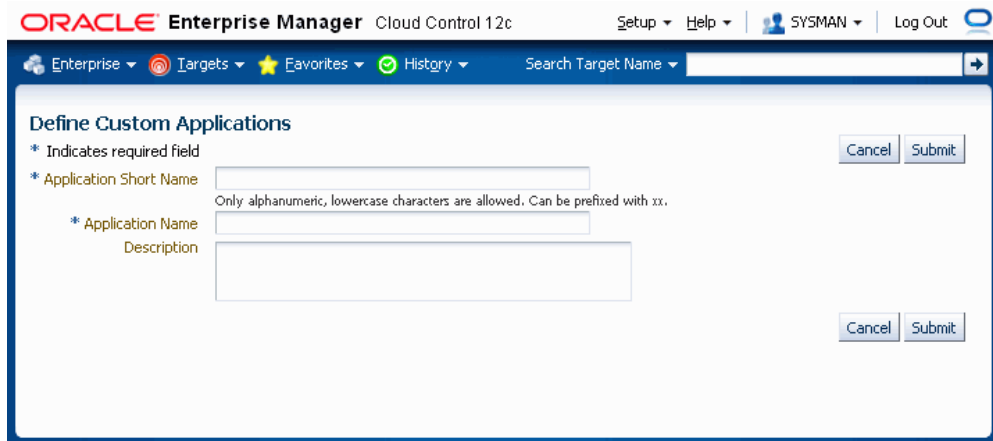 ORACLE Enterprise Manager Cloud Control 12c Setup Help SYSMAN Log Out
Enterprise Targets Favorites History Search Target Name
Define Custom Applications
* Indicates required field Cancel Submit
* Application Short Name
Only alphanumeric, lowercase characters are allowed. Can be prefixed with xx.
* Application Name
Description
Cancel Submit